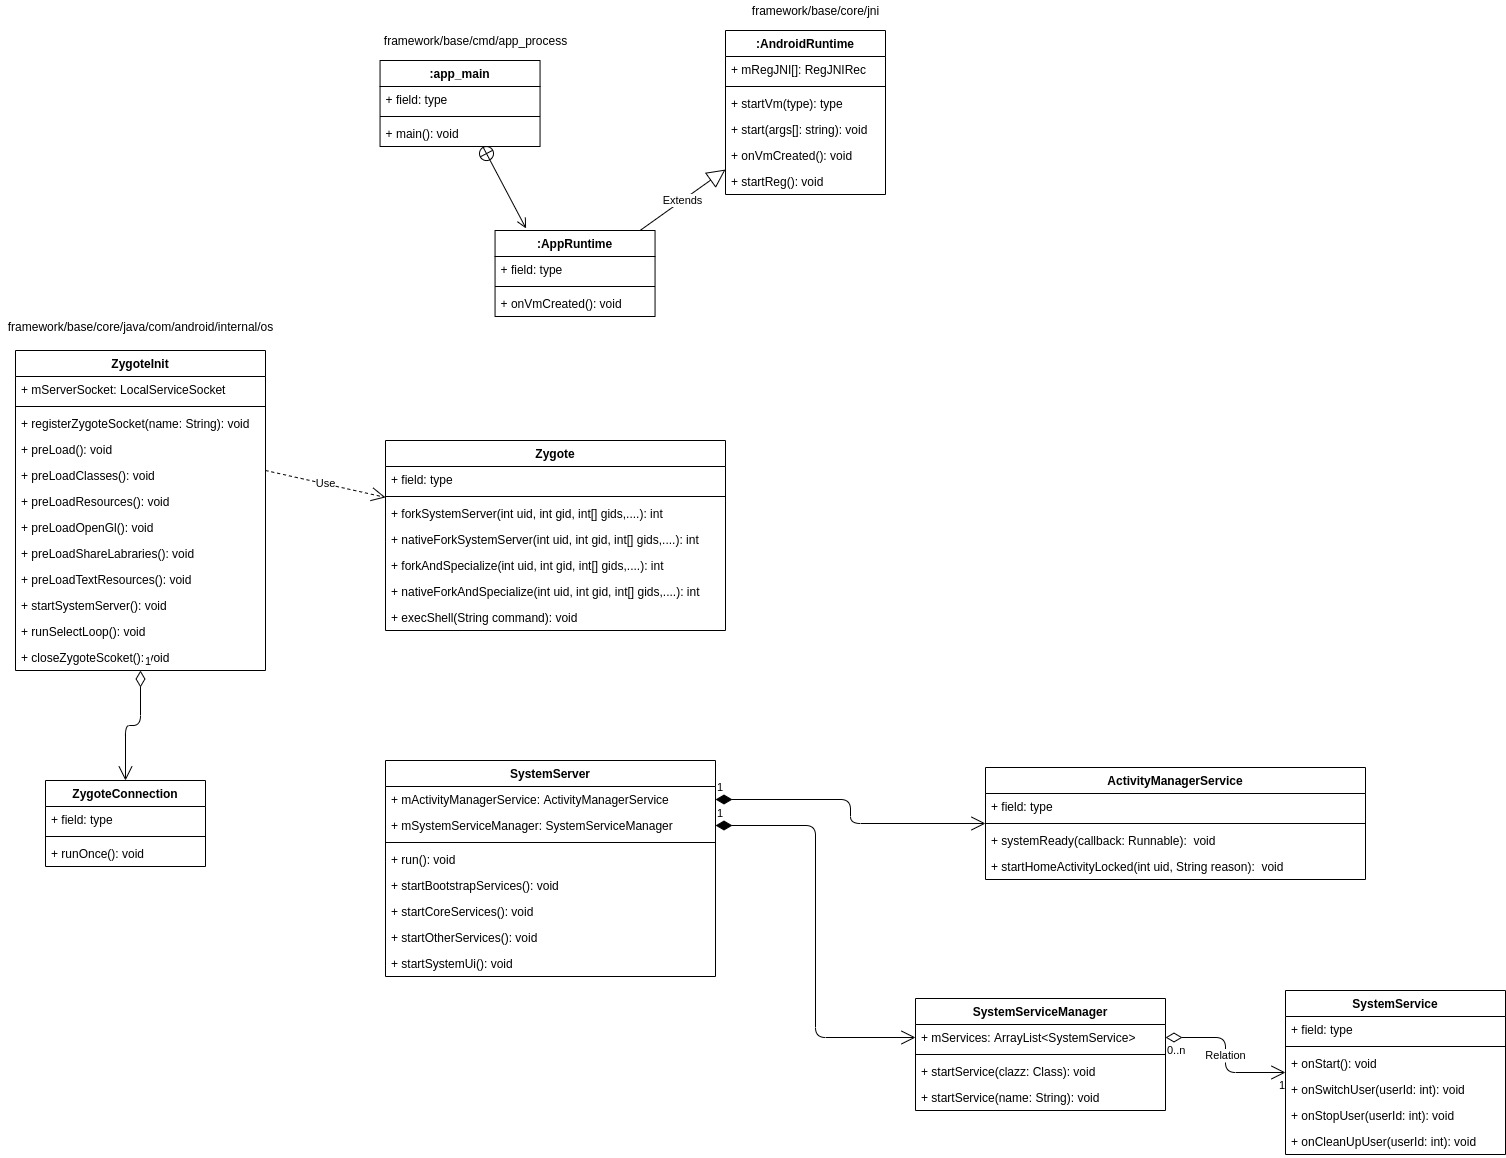 framework/base/core/jni
framework/base/cmd/app_process
:AndroidRuntime
+ mRegJNI[]: RegJNIRec
+ startVm(type): type
+ start(args[]: string): void
+ onVmCreated(): void
+ startReg(): void
:app_main
+ field: type
+ main(): void
Extends
:AppRuntime
+ field: type
+ onVmCreated(): void
framework/base/core/java/com/android/internal/os
ZygoteInit
+ mServerSocket: LocalServiceSocket
+ registerZygoteSocket(name: String): void
+ preLoad(): void
+ preLoadClasses(): void
+ preLoadResources(): void
+ preLoadOpenGl(): void
+ preLoadShareLabraries(): void
+ preLoadTextResources(): void
+ startSystemServer(): void
+ runSelectLoop(): void
+ closeZygoteScoket(): void
1
Use
Zygote
+ field: type
+ forkSystemServer(int uid, int gid, int[] gids,....): int
+ nativeForkSystemServer(int uid, int gid, int[] gids,....): int
+ forkAndSpecialize(int uid, int gid, int[] gids,....): int
+ nativeForkAndSpecialize(int uid, int gid, int[] gids,....): int
+ execShell(String command): void
ZygoteConnection
+ field: type
+ runOnce(): void
SystemServer
+ mActivityManagerService: ActivityManagerService
+ mSystemServiceManager: SystemServiceManager
+ run(): void
+ startBootstrapServices(): void
+ startCoreServices(): void
+ startOtherServices(): void
+ startSystemUi(): void
1
1
ActivityManagerService
+ field: type
+ systemReady(callback: Runnable):  void
+ startHomeActivityLocked(int uid, String reason):  void
SystemServiceManager
+ mServices: ArrayList<SystemService>
+ startService(clazz: Class): void
+ startService(name: String): void
0..n
Relation
1
SystemService
+ field: type
+ onStart(): void
+ onSwitchUser(userId: int): void
+ onStopUser(userId: int): void
+ onCleanUpUser(userId: int): void